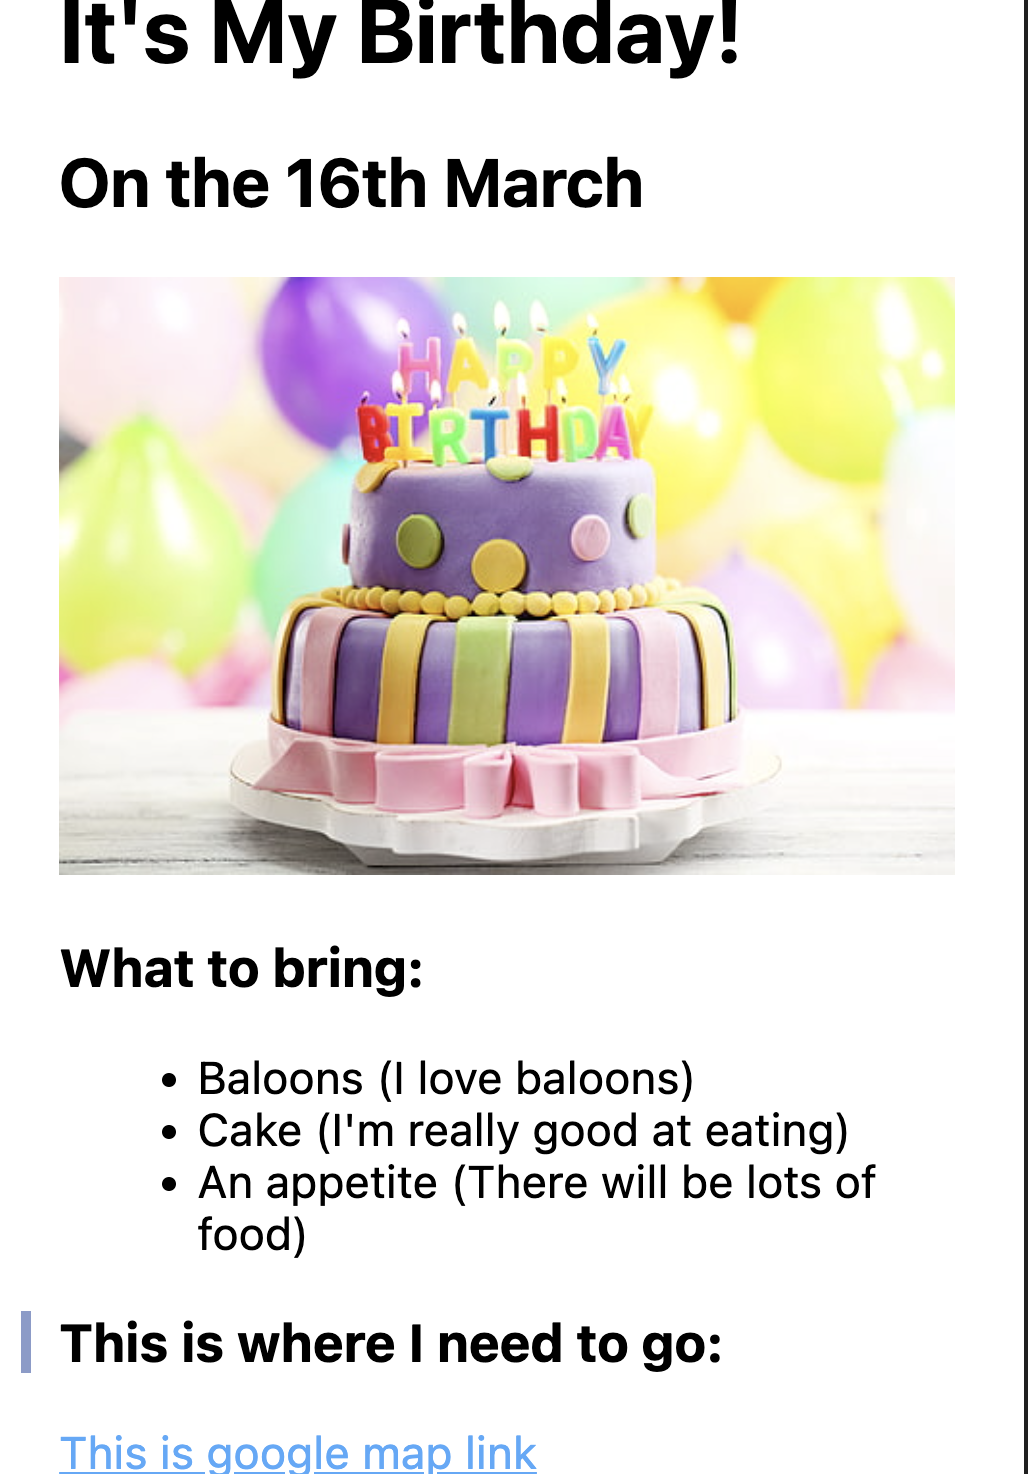 It's My Birthday!
On the 16th March
HAPPY
BIRTHDAY
What to bring:
Baloons (I love baloons)
Cake (I'm really good at eating)
An appetite (There will be lots of
food)
This is where I need to go:
This is google map link